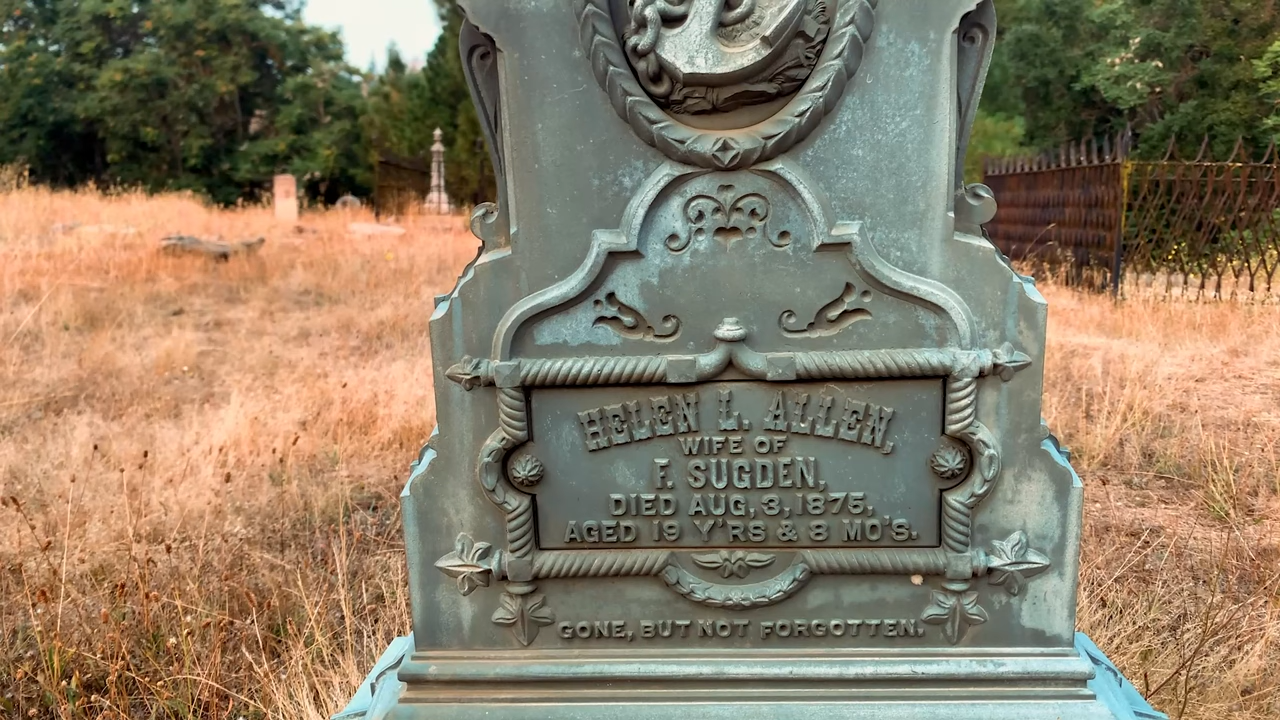 HELEN L. ALLEN,
WIFE OF
F. SUGDEN,
DIED AUG, 3, 1875,
AGED 19 Y'RS & 8 MO'S.
GONE, BUT NOT FORGOTTEN.